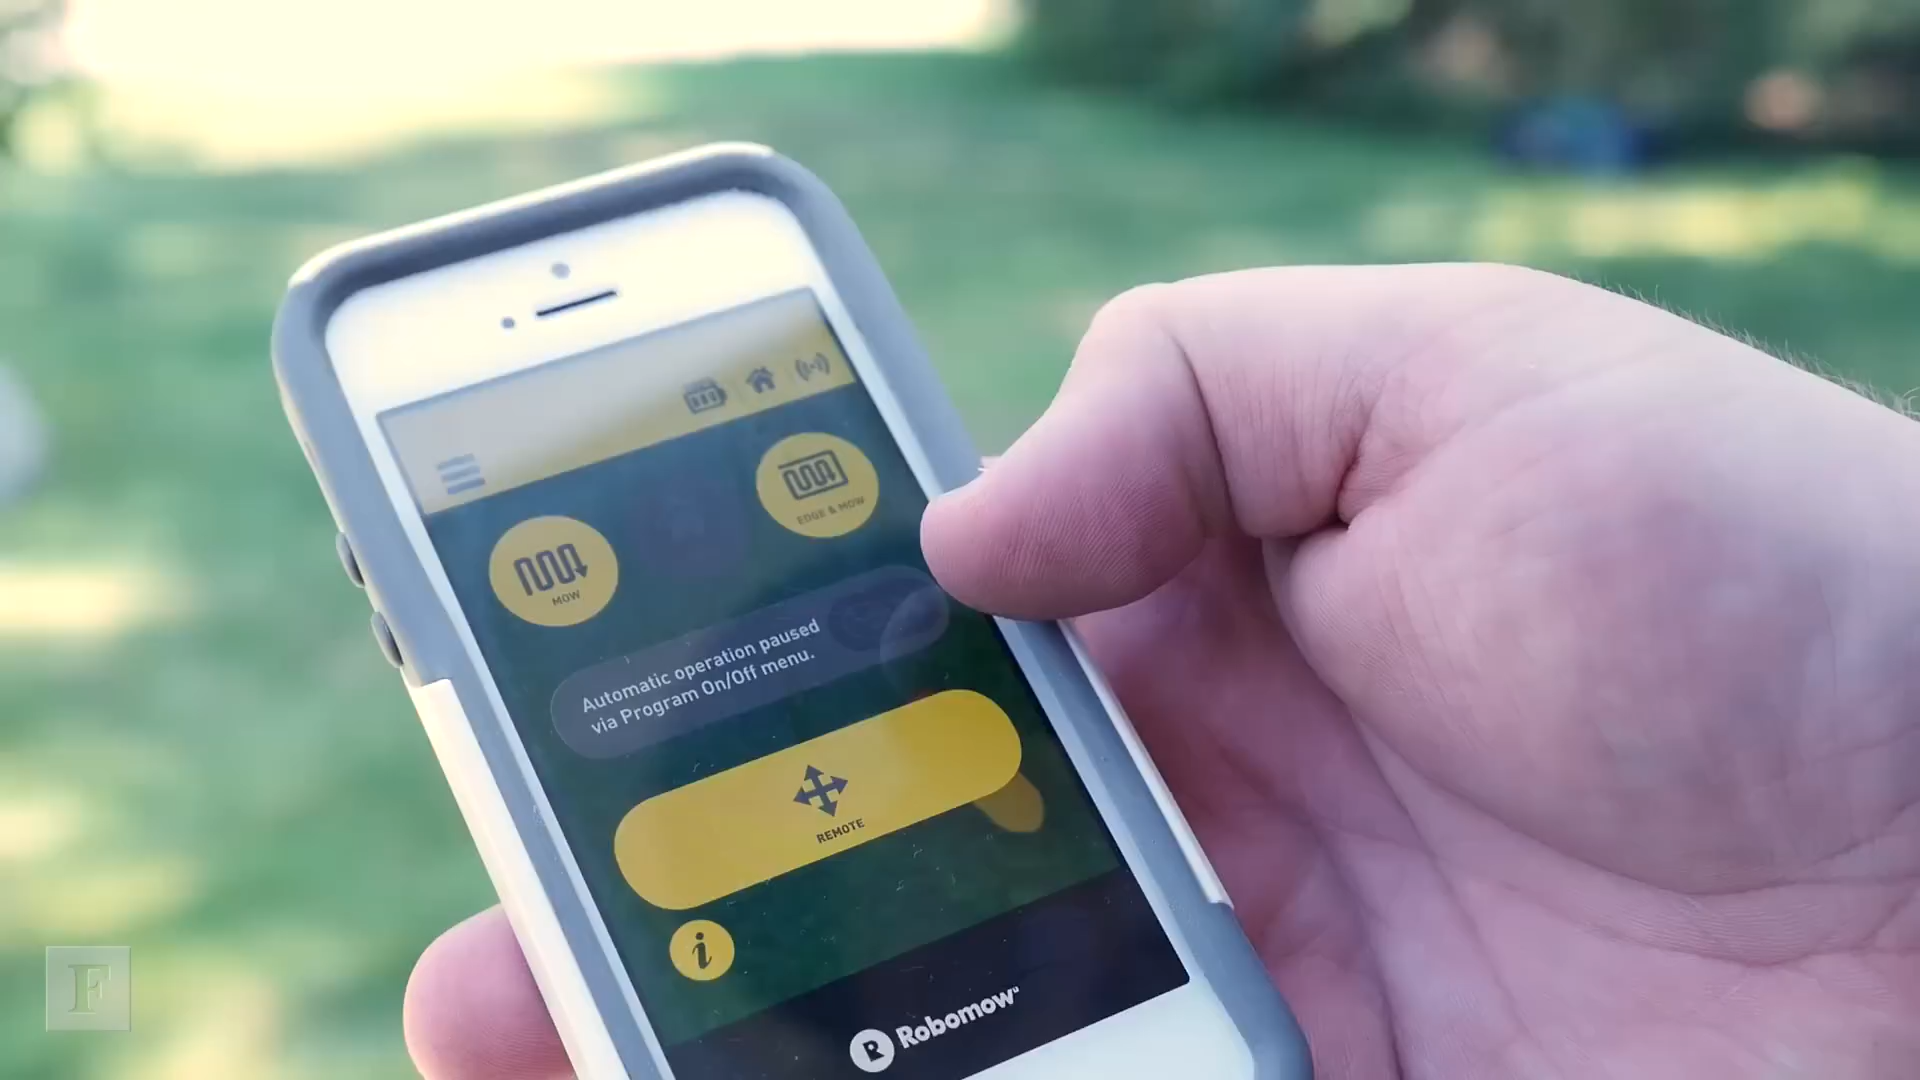 EDGE & MOW
MOW
Automatic operation paused
via Program On/Off menu.
REMOTE
i
R Robomow
F